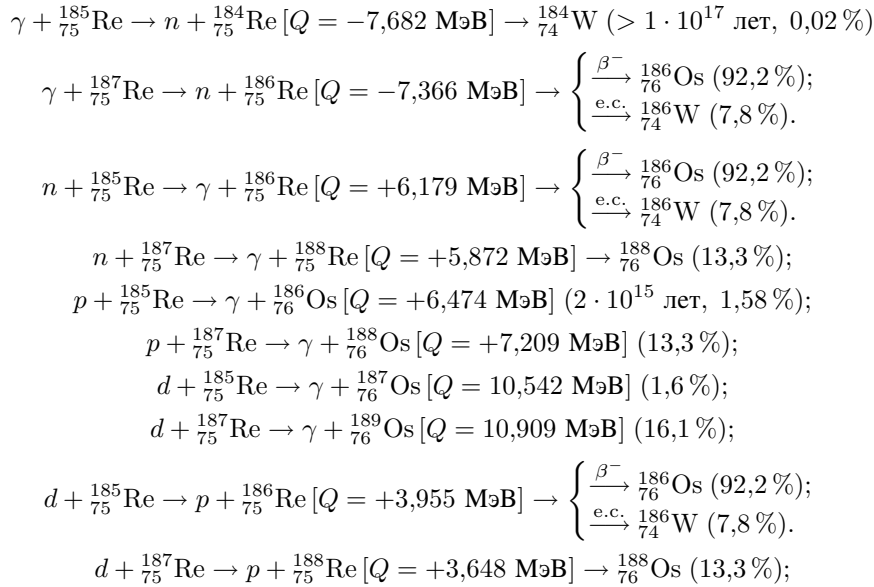 γ + ¹⁸⁵₇₅Re → n + ¹⁸⁴₇₅Re [Q = −7,682 МэВ] → ¹⁸⁴₇₄W (> 1 · 10¹⁷ лет, 0,02 %)
γ + ¹⁸⁷₇₅Re → n + ¹⁸⁶₇₅Re [Q = −7,366 МэВ] → { β⁻→ ¹⁸⁶₇₆Os (92,2 %);
e.c.→ ¹⁸⁶₇₄W (7,8 %).
n + ¹⁸⁵₇₅Re → γ + ¹⁸⁶₇₅Re [Q = +6,179 МэВ] → { β⁻→ ¹⁸⁶₇₆Os (92,2 %);
e.c.→ ¹⁸⁶₇₄W (7,8 %).
n + ¹⁸⁷₇₅Re → γ + ¹⁸⁸₇₅Re [Q = +5,872 МэВ] → ¹⁸⁸₇₆Os (13,3 %);
p + ¹⁸⁵₇₅Re → γ + ¹⁸⁶₇₆Os [Q = +6,474 МэВ] (2 · 10¹⁵ лет, 1,58 %);
p + ¹⁸⁷₇₅Re → γ + ¹⁸⁸₇₆Os [Q = +7,209 МэВ] (13,3 %);
d + ¹⁸⁵₇₅Re → γ + ¹⁸⁷₇₆Os [Q = 10,542 МэВ] (1,6 %);
d + ¹⁸⁷₇₅Re → γ + ¹⁸⁹₇₆Os [Q = 10,909 МэВ] (16,1 %);
d + ¹⁸⁵₇₅Re → p + ¹⁸⁶₇₅Re [Q = +3,955 МэВ] → { β⁻→ ¹⁸⁶₇₆Os (92,2 %);
e.c.→ ¹⁸⁶₇₄W (7,8 %).
d + ¹⁸⁷₇₅Re → p + ¹⁸⁸₇₅Re [Q = +3,648 МэВ] → ¹⁸⁸₇₆Os (13,3 %);